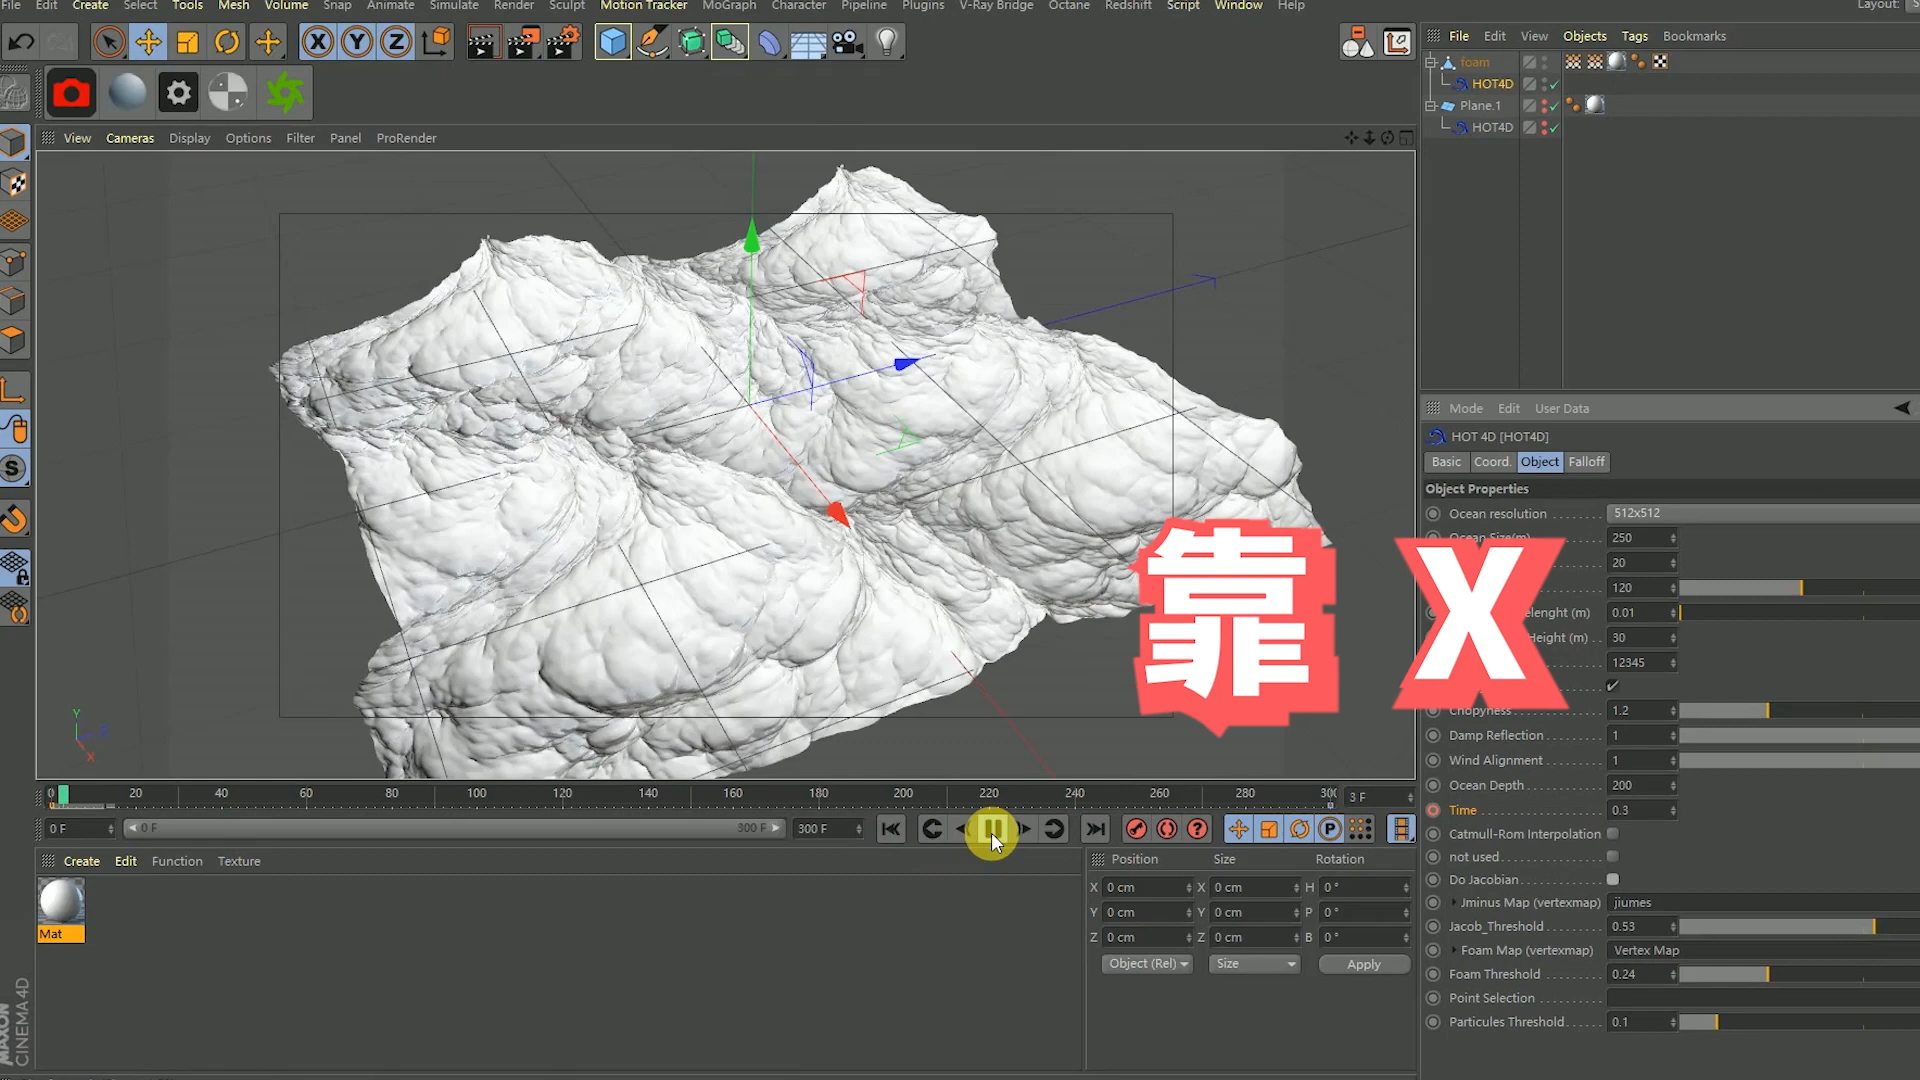 File Edit Create Select Tools Mesh Volume Snap Animate Simulate Render Sculpt Motion Tracker MoGraph Character Pipeline Plugins V-Ray Bridge Octane Redshift Script Window Help Layout:
X Y Z
File Edit View Objects Tags Bookmarks
foam
HOT4D
Plane.1
HOT4D
View Cameras Display Options Filter Panel ProRender
Mode Edit User Data
HOT 4D [HOT4D]
Basic Coord. Object Falloff
Object Properties
Ocean resolution 512x512
Ocean Size(m) 250
20
120
elenght (m) 0.01
Height (m) 30
12345
靠 X
Chopyness 1.2
Damp Reflection 1
Wind Alignment 1
Ocean Depth 200
Time 0.3
Catmull-Rom Interpolation
not used
Do Jacobian
Jminus Map (vertexmap) jiumes
Jacob_Threshold 0.53
Foam Map (vertexmap) Vertex Map
Foam Threshold 0.24
Point Selection
Particules Threshold 0.1
Y
Z
X
0 20 40 60 80 100 120 140 160 180 200 220 240 260 280 300 3 F
0 F 0 F 300 F 300 F
Create Edit Function Texture
Mat
Position Size Rotation
X 0 cm X 0 cm H 0 °
Y 0 cm Y 0 cm P 0 °
Z 0 cm Z 0 cm B 0 °
Object (Rel) Size Apply
MAXON
CINEMA 4D